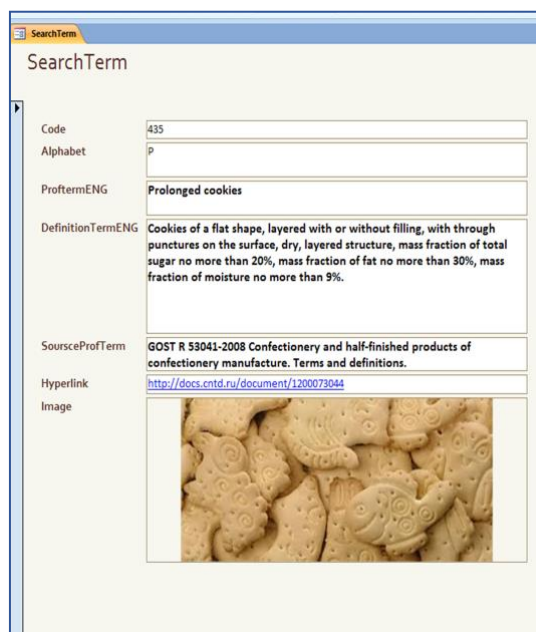 SearchTerm
SearchTerm
Code 435
Alphabet P
ProftermENG Prolonged cookies
DefinitionTermENG Cookies of a flat shape, layered with or without filling, with through
punctures on the surface, dry, layered structure, mass fraction of total
sugar no more than 20%, mass fraction of fat no more than 30%, mass
fraction of moisture no more than 9%.
SoursceProfTerm GOST R 53041-2008 Confectionery and half-finished products of
confectionery manufacture. Terms and definitions.
Hyperlink http://docs.cntd.ru/document/1200073044
Image